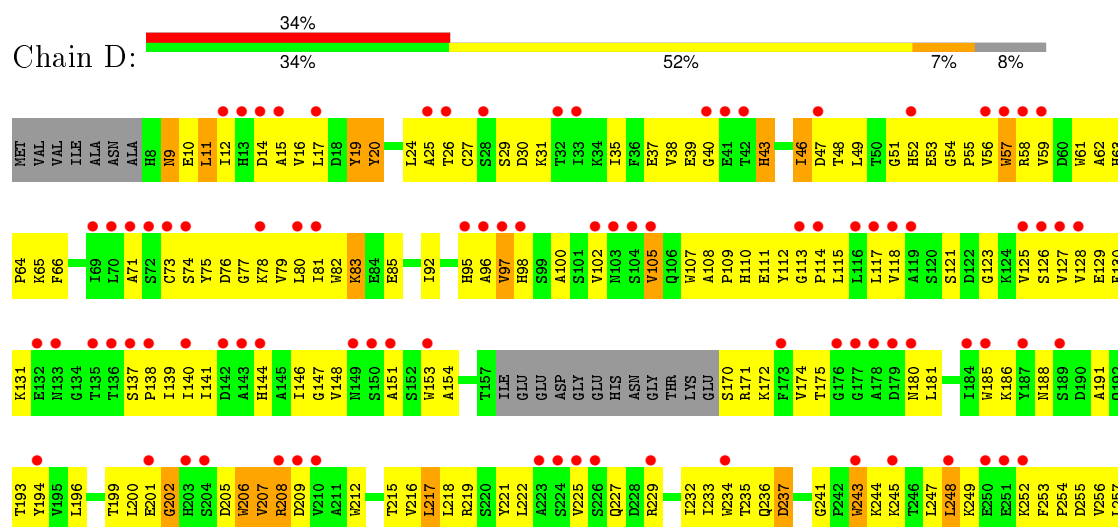 34%
Chain D:
34% 52% 7% 8%
MET VAL VAL ILE ALA ASN ALA H8 N9 E10 L11 I12 H13 D14 A15 V16 L17 D18 Y19 Y20 L24 A25 T26 C27 S28 S29 D30 K31 T32 I33 K34 I35 F36 E37 V38 E39 G40 E41 T42 H43 I46 D47 T48 L49 T50 G51 H52 E53 G54 P55 V56 W57 R58 V59 D60 W61 A62 H63
P64 K65 F66 I69 L70 A71 S72 C73 S74 Y75 D76 G77 K78 V79 L80 I81 W82 K83 E84 E85 I92 H95 A96 V97 H98 S99 A100 S101 V102 N103 S104 V105 Q106 W107 A108 P109 H110 E111 Y112 G113 P114 L115 L116 L117 V118 A119 S120 S121 D122 G123 K124 V125 S126 V127 V128 E129 F130
K131 E132 N133 G134 T135 T136 S137 P138 I139 I140 I141 D142 A143 H144 A145 I146 G147 V148 N149 S150 A151 S152 W153 A154 T157 ILE GLU GLU ASP GLY GLU HIS ASN GLY THR LYS GLU S170 R171 K172 F173 V174 T175 G176 G177 A178 D179 N180 L181 I184 W185 K186 Y187 N188 S189 D190 A191 Q192
T193 Y194 V195 L196 T199 L200 E201 G202 H203 S204 D205 W206 V207 R208 D209 V210 A211 W212 T215 V216 L217 L218 R219 S220 Y221 L222 A223 S224 V225 S226 Q227 D228 R229 I232 I233 W234 T235 Q236 D237 G241 P242 W243 K244 K245 T246 L247 L248 K249 E250 E251 K252 P253 P254 D255 V256